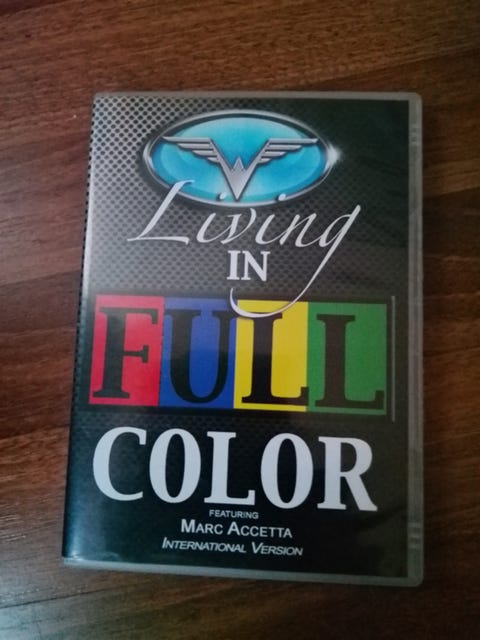 W
Living
IN
FULL
COLOR
FEATURING
MARC ACCETTA
INTERNATIONAL VERSION